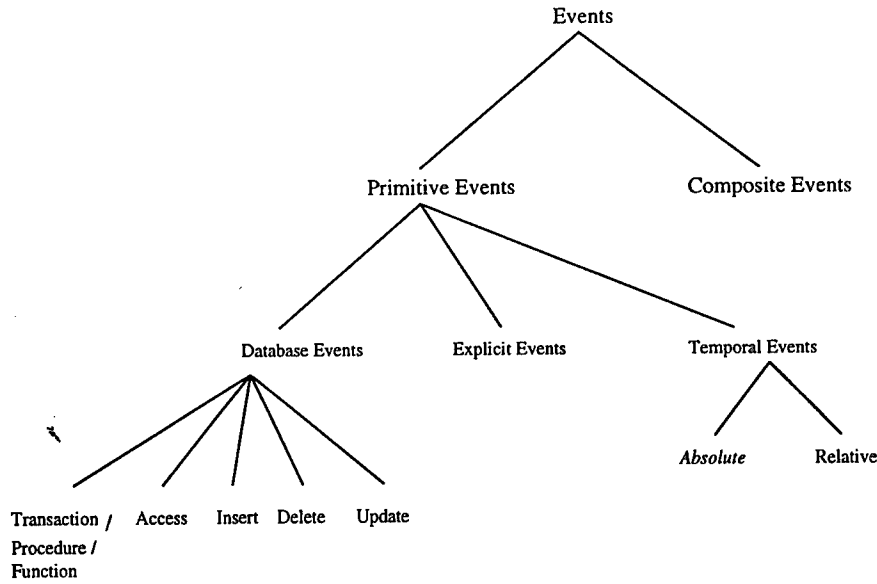 Events
Primitive Events
Composite Events
Database Events
Explicit Events
Temporal Events
Absolute
Relative
Transaction /
Procedure /
Function
Access
Insert
Delete
Update